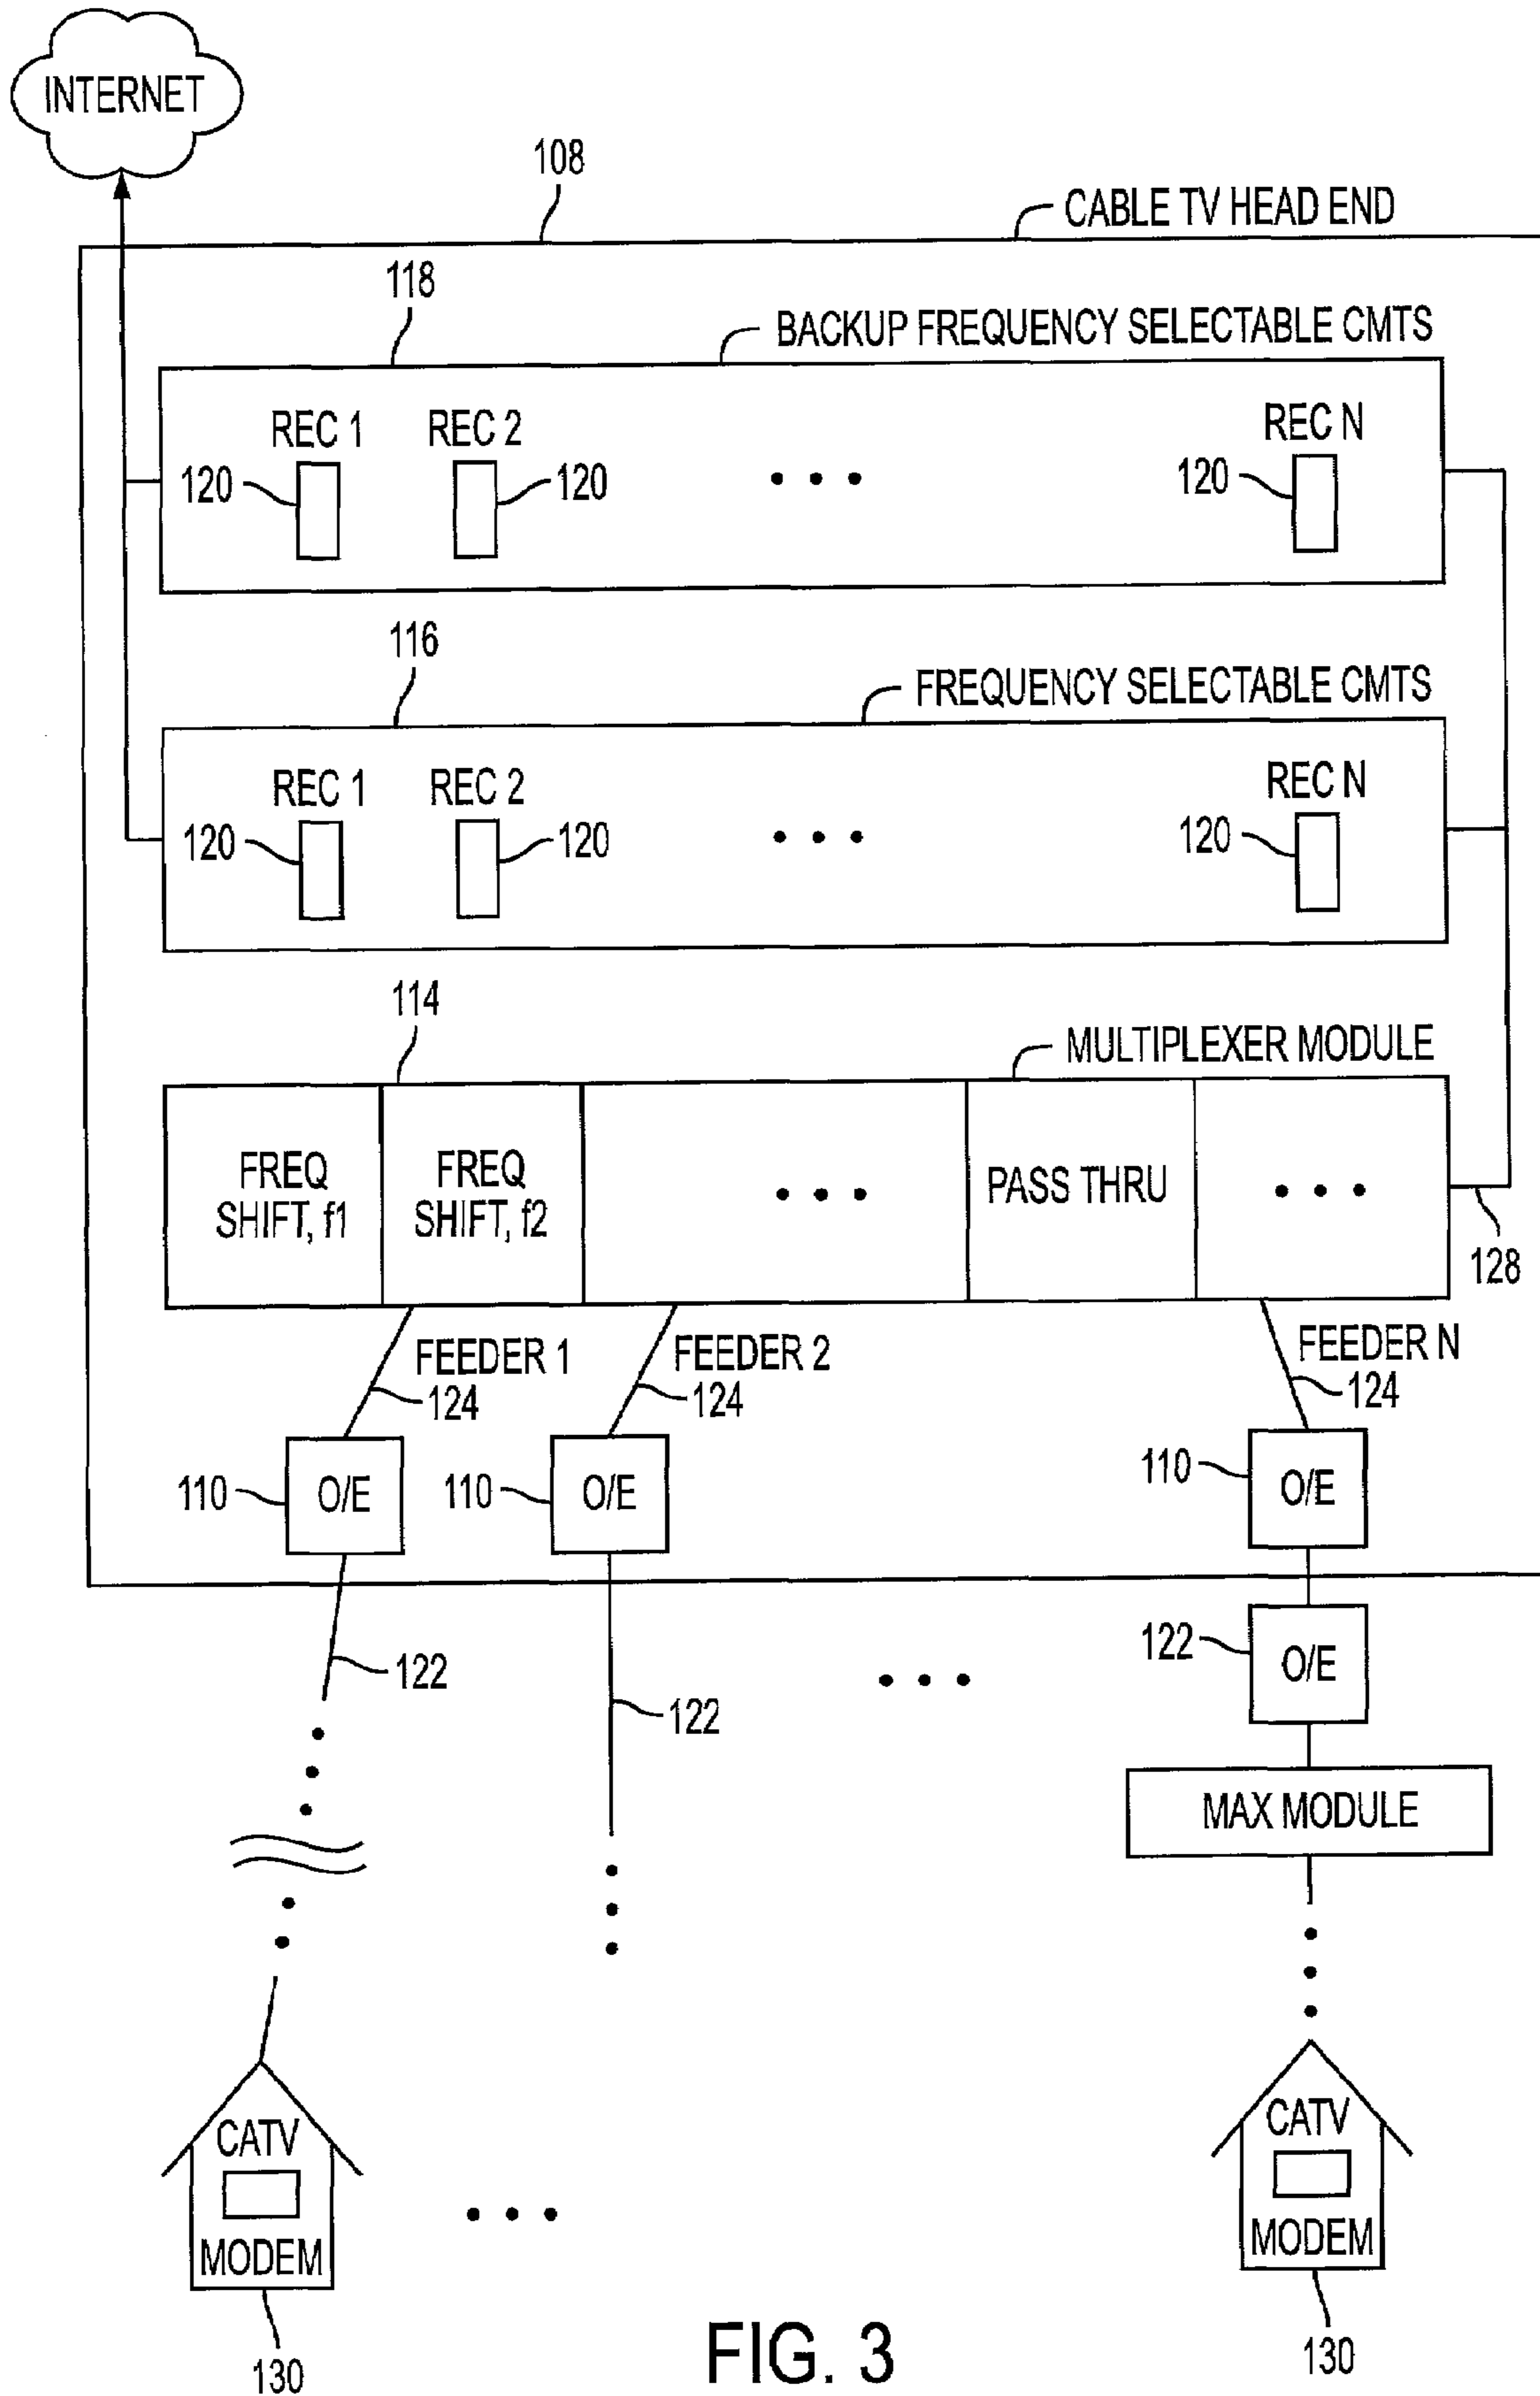 INTERNET
108
CABLE TV HEAD END
118
BACKUP FREQUENCY SELECTABLE CMTS
REC 1
REC 2
REC N
120
120
120
116
FREQUENCY SELECTABLE CMTS
REC 1
REC 2
REC N
120
120
120
114
MULTIPLEXER MODULE
FREQ
SHIFT, f1
FREQ
SHIFT, f2
PASS THRU
128
FEEDER 1
124
FEEDER 2
124
FEEDER N
124
110
O/E
110
O/E
110
O/E
122
122
122
O/E
MAX MODULE
CATV
MODEM
130
CATV
MODEM
130
FIG. 3